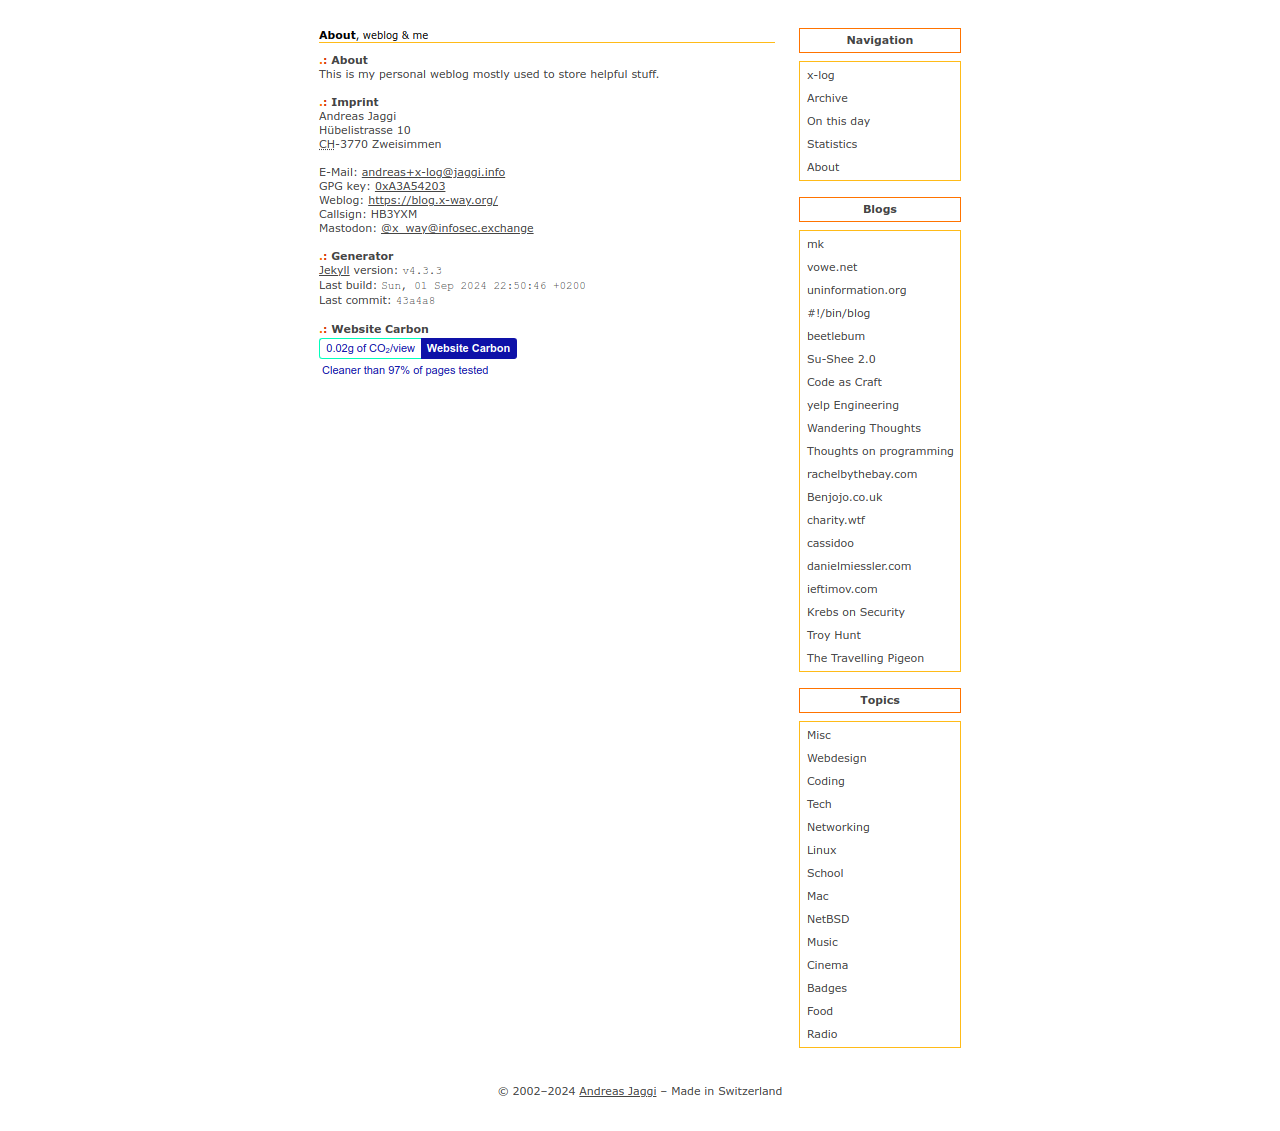 About, weblog & me
.: About
This is my personal weblog mostly used to store helpful stuff.
.: Imprint
Andreas Jaggi
Hübelistrasse 10
CH-3770 Zweisimmen
E-Mail: andreas+x-log@jaggi.info
GPG key: 0xA3A54203
Weblog: https://blog.x-way.org/
Callsign: HB3YXM
Mastodon: @x_way@infosec.exchange
.: Generator
Jekyll version: v4.3.3
Last build: Sun, 01 Sep 2024 22:50:46 +0200
Last commit: 43a4a8
.: Website Carbon
0.02g of CO₂/view Website Carbon
Cleaner than 97% of pages tested
Navigation
x-log
Archive
On this day
Statistics
About
Blogs
mk
vowe.net
uninformation.org
#!/bin/blog
beetlebum
Su-Shee 2.0
Code as Craft
yelp Engineering
Wandering Thoughts
Thoughts on programming
rachelbythebay.com
Benjojo.co.uk
charity.wtf
cassidoo
danielmiessler.com
ieftimov.com
Krebs on Security
Troy Hunt
The Travelling Pigeon
Topics
Misc
Webdesign
Coding
Tech
Networking
Linux
School
Mac
NetBSD
Music
Cinema
Badges
Food
Radio
© 2002–2024 Andreas Jaggi – Made in Switzerland